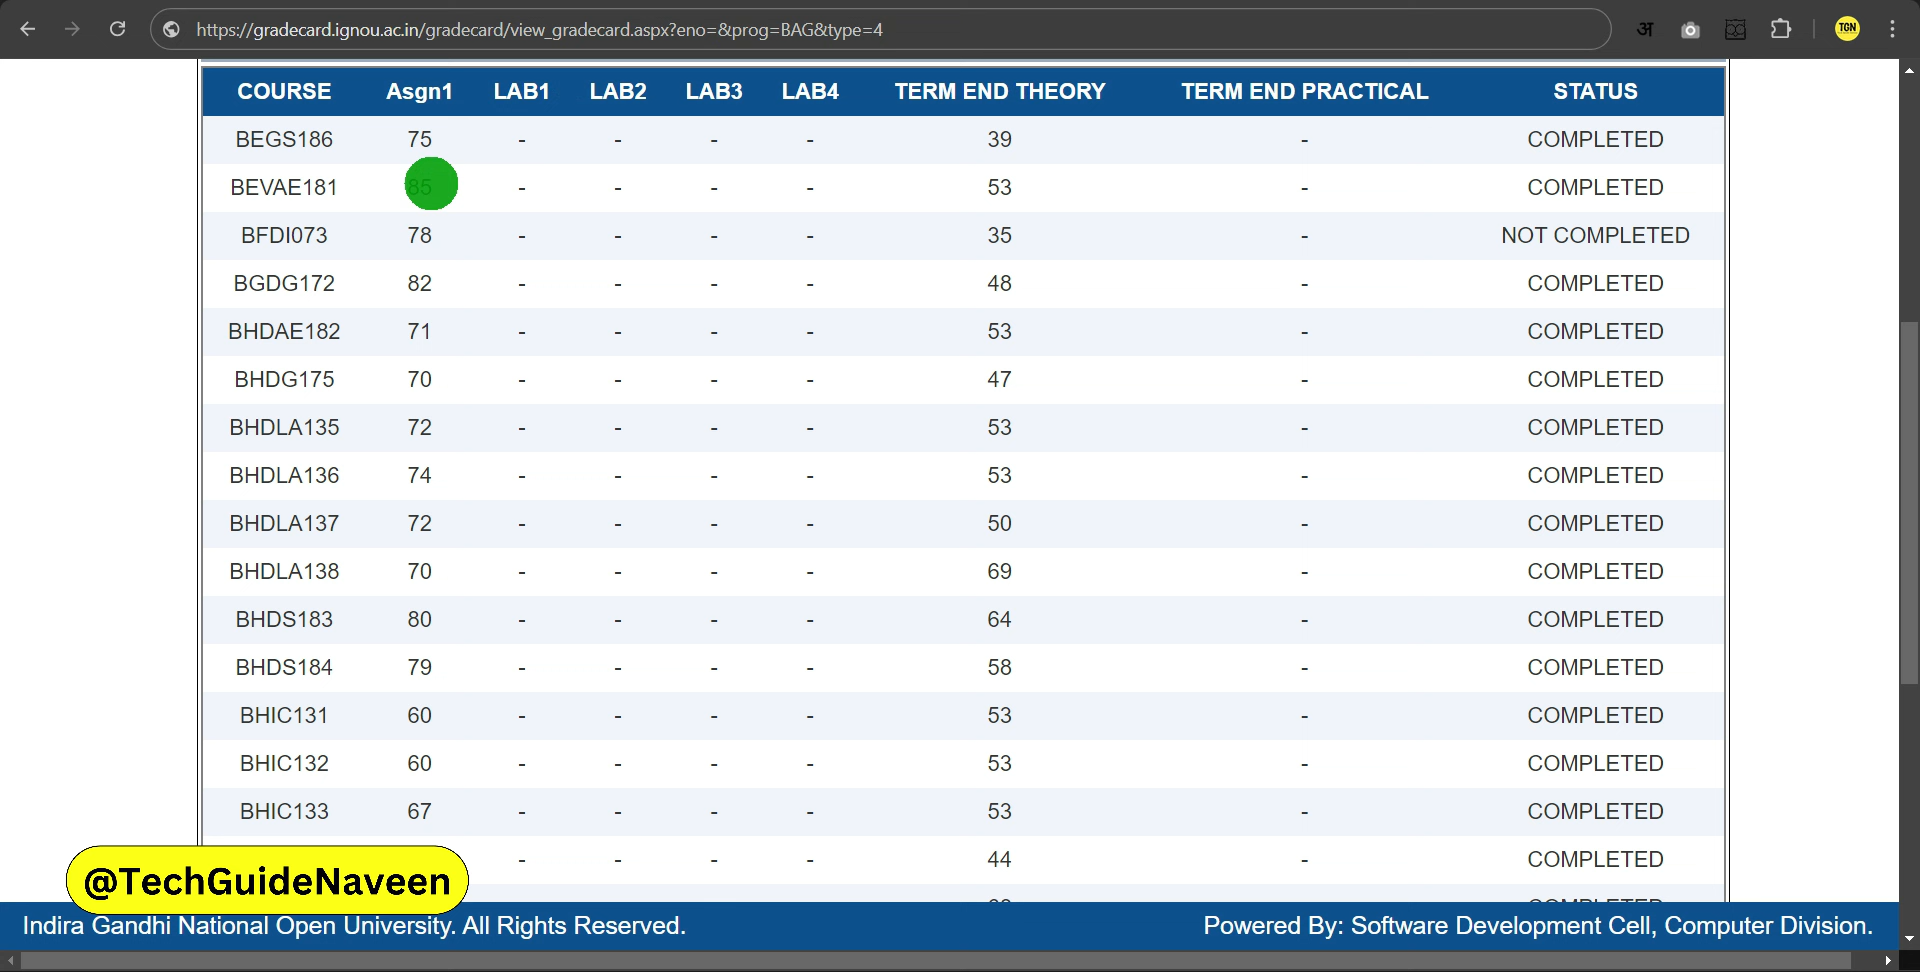 https://gradecard.ignou.ac.in/gradecard/view_gradecard.aspx?eno=&prog=BAG&type=4 अ TGN
COURSE Asgn1 LAB1 LAB2 LAB3 LAB4 TERM END THEORY TERM END PRACTICAL STATUS
BEGS186 75 - - - - 39 - COMPLETED
BEVAE181 85 - - - - 53 - COMPLETED
BFDI073 78 - - - - 35 - NOT COMPLETED
BGDG172 82 - - - - 48 - COMPLETED
BHDAE182 71 - - - - 53 - COMPLETED
BHDG175 70 - - - - 47 - COMPLETED
BHDLA135 72 - - - - 53 - COMPLETED
BHDLA136 74 - - - - 53 - COMPLETED
BHDLA137 72 - - - - 50 - COMPLETED
BHDLA138 70 - - - - 69 - COMPLETED
BHDS183 80 - - - - 64 - COMPLETED
BHDS184 79 - - - - 58 - COMPLETED
BHIC131 60 - - - - 53 - COMPLETED
BHIC132 60 - - - - 53 - COMPLETED
BHIC133 67 - - - - 53 - COMPLETED
- - - - 44 - COMPLETED
@TechGuideNaveen
Indira Gandhi National Open University. All Rights Reserved. Powered By: Software Development Cell, Computer Division.